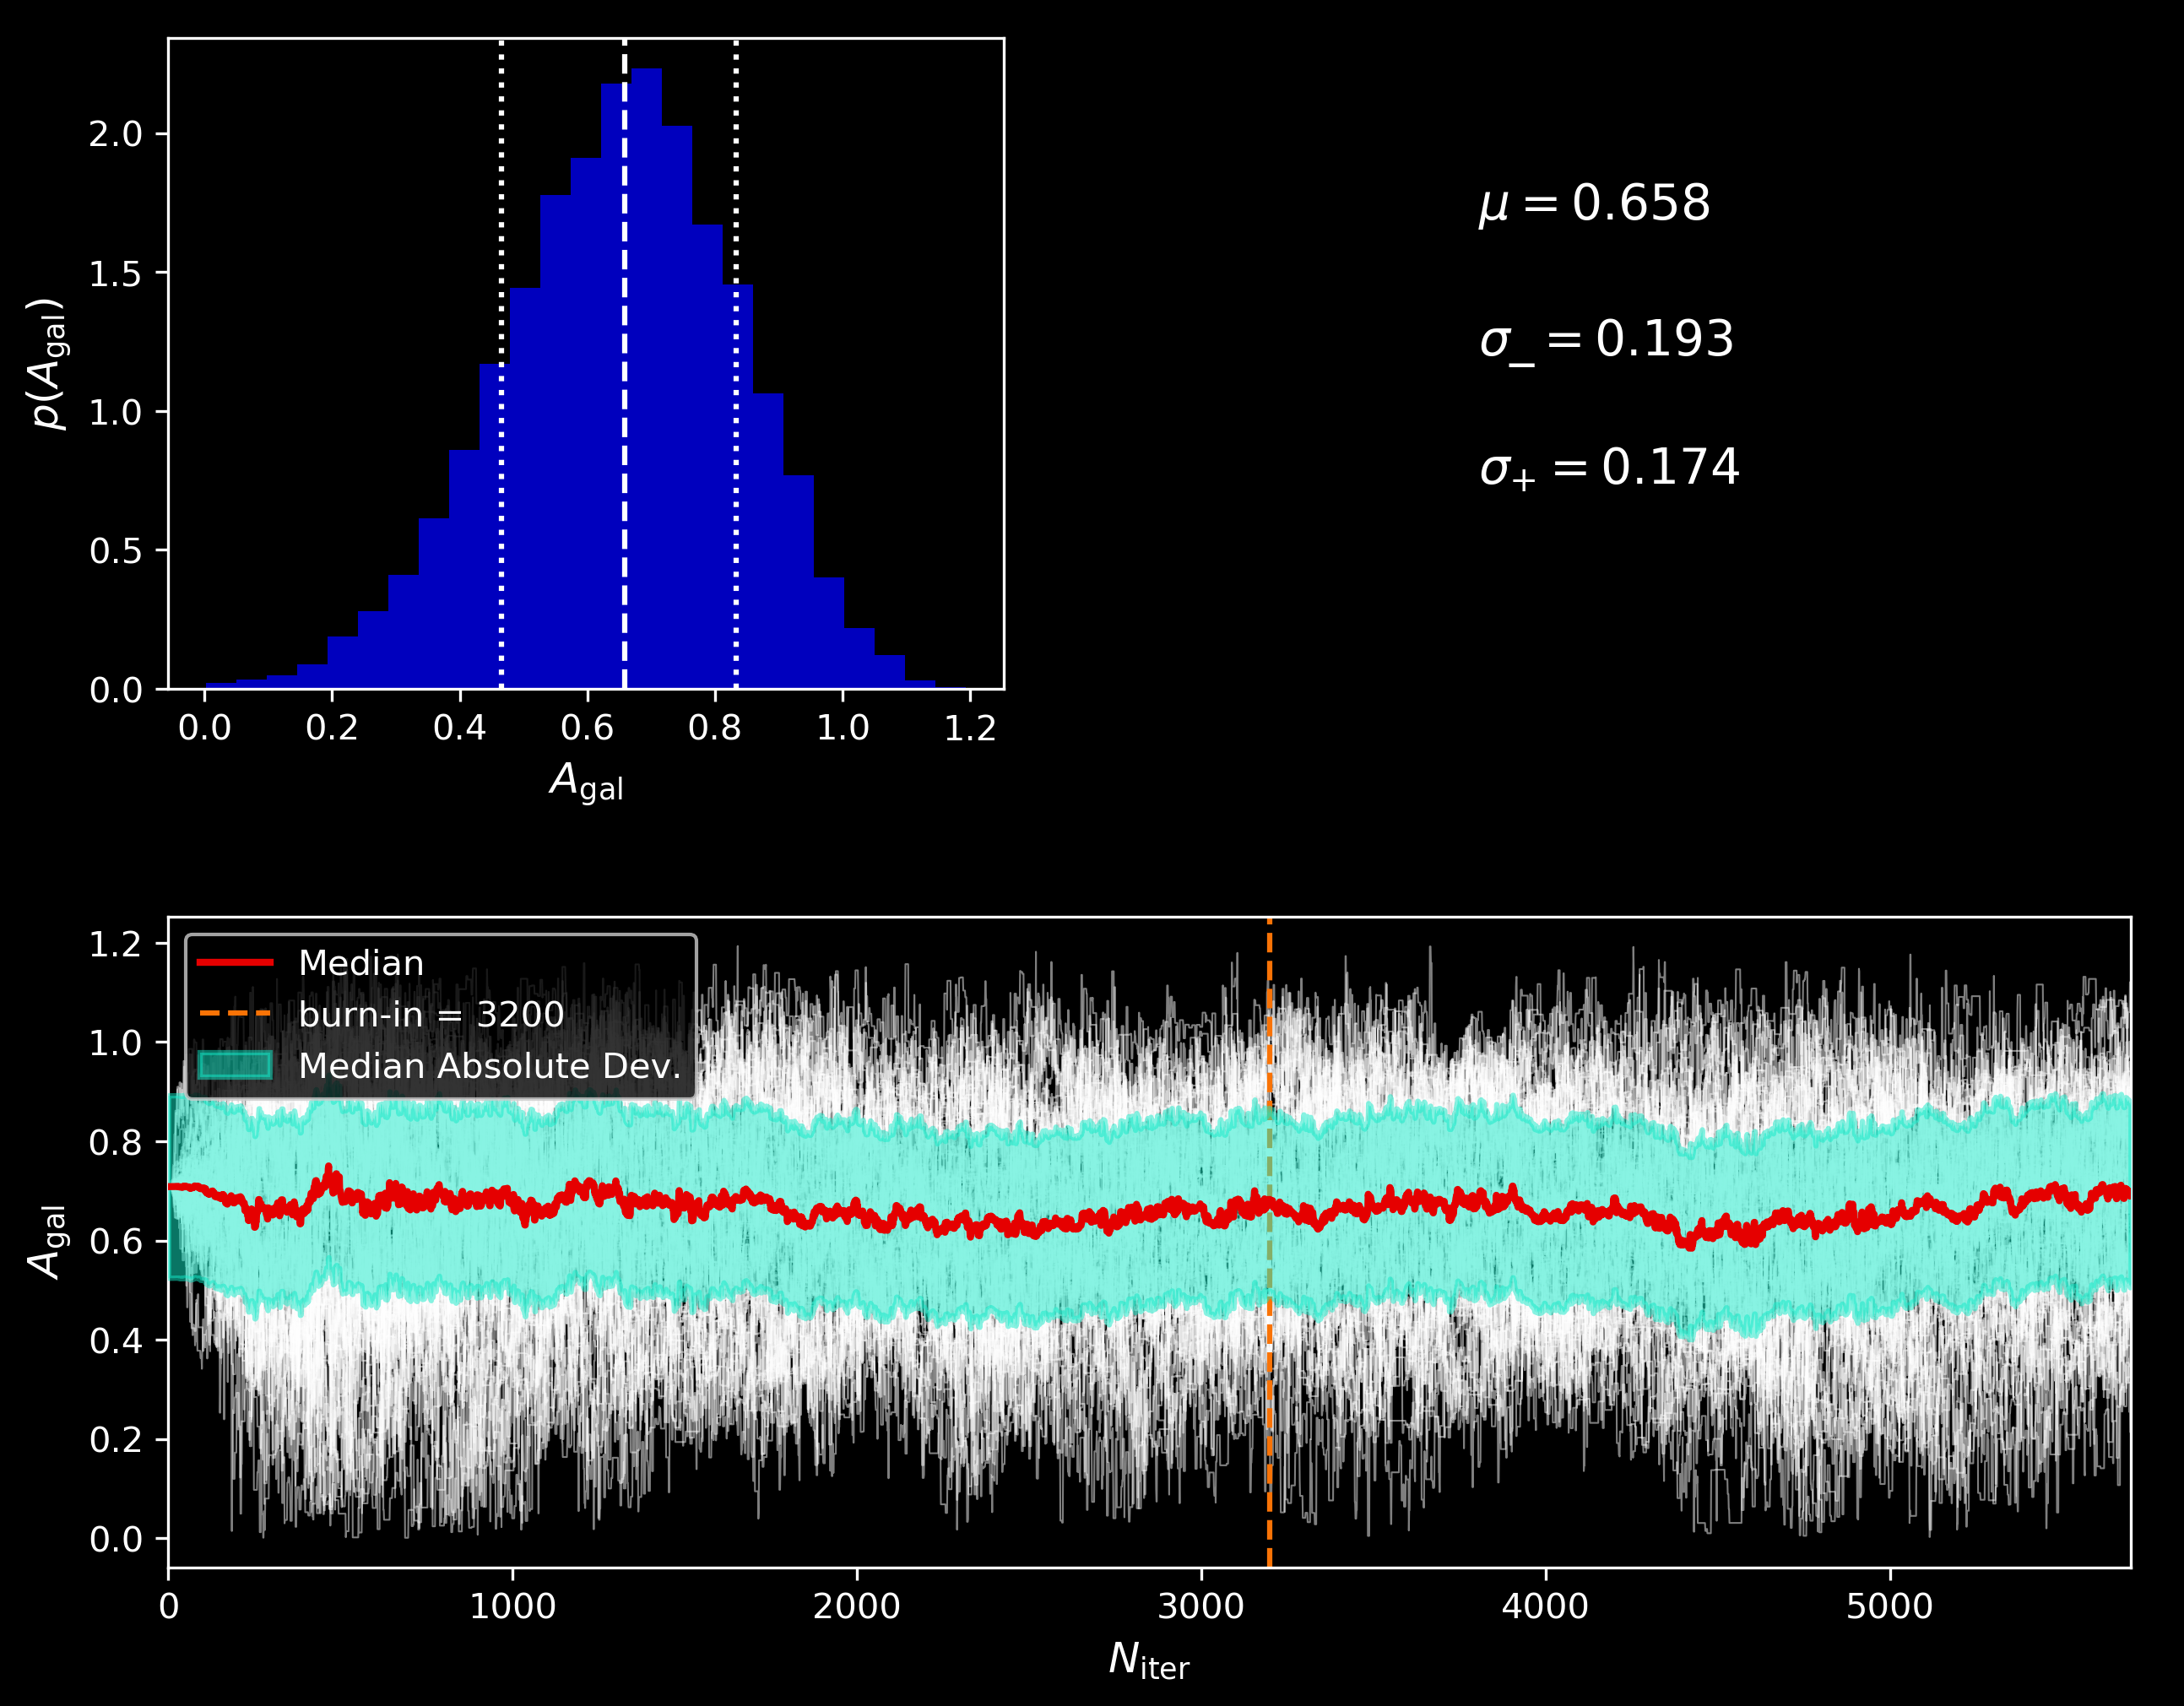 2.0
1.5
1.0
0.5
0.0
p(A_gal)
0.0 0.2 0.4 0.6 0.8 1.0 1.2
A_gal
μ = 0.658
σ_− = 0.193
σ_+ = 0.174
Median
burn-in = 3200
Median Absolute Dev.
1.2
1.0
0.8
0.6
0.4
0.2
0.0
A_gal
0 1000 2000 3000 4000 5000
N_iter